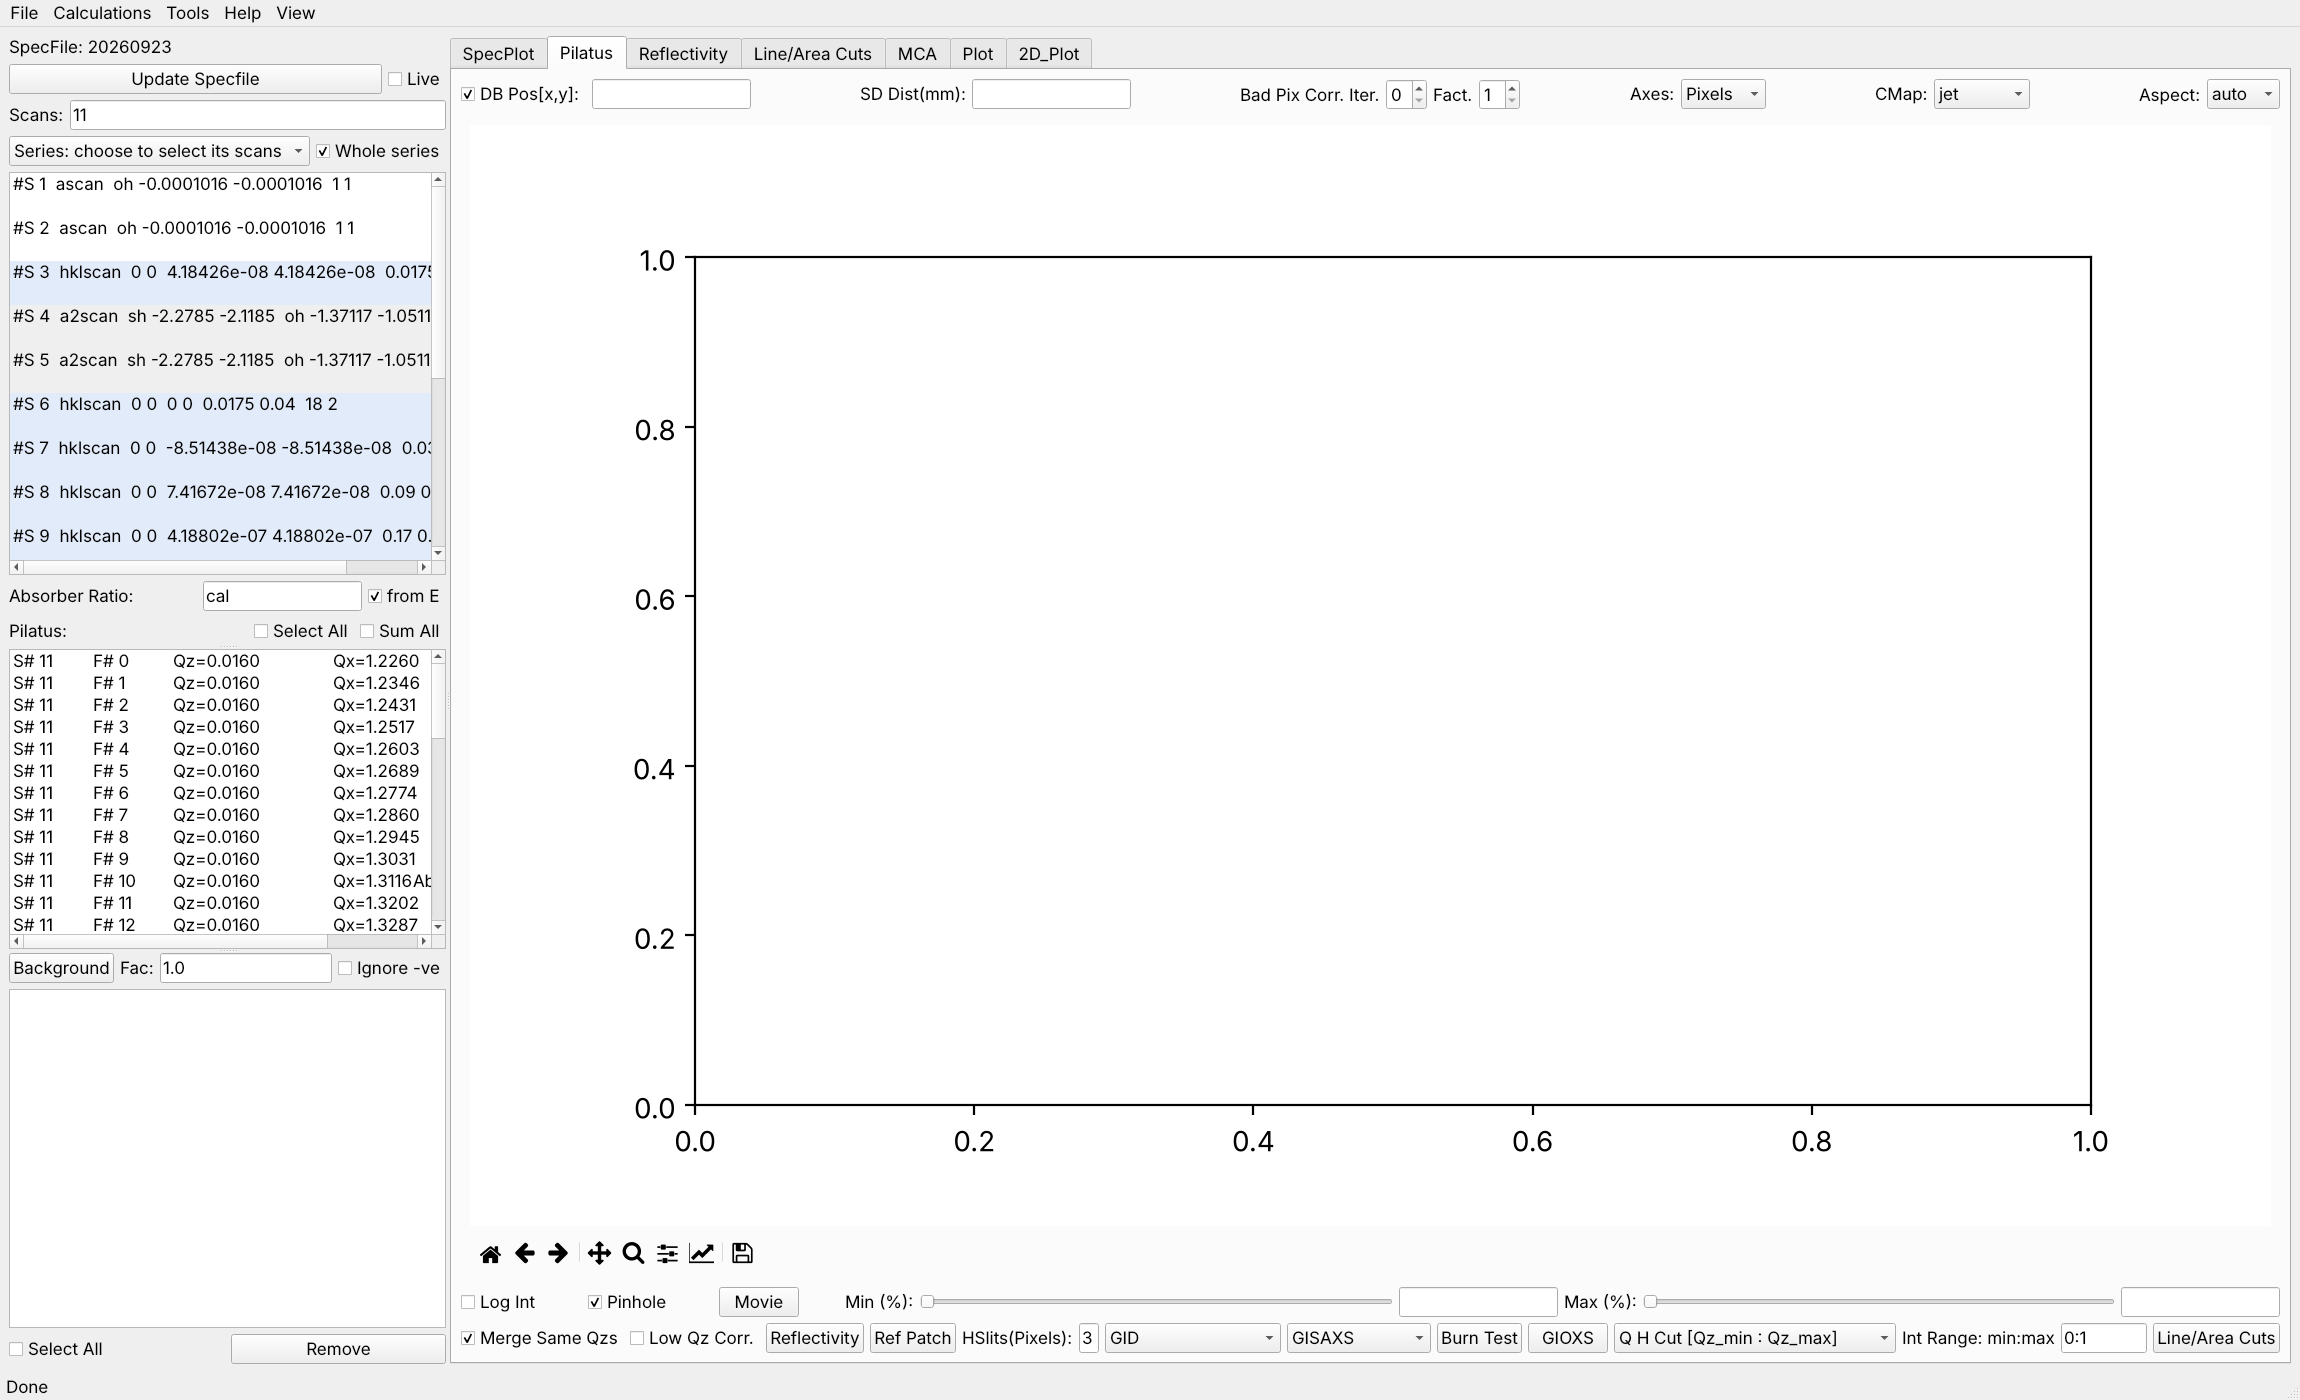 File Calculations Tools Help View
SpecFile: 20260923
Update Specfile Live
Scans: 11
Series: choose to select its scans Whole series
#S 1 ascan oh -0.0001016 -0.0001016 1 1
#S 2 ascan oh -0.0001016 -0.0001016 1 1
#S 3 hklscan 0 0 4.18426e-08 4.18426e-08 0.0175
#S 4 a2scan sh -2.2785 -2.1185 oh -1.37117 -1.0511
#S 5 a2scan sh -2.2785 -2.1185 oh -1.37117 -1.0511
#S 6 hklscan 0 0 0 0 0.0175 0.04 18 2
#S 7 hklscan 0 0 -8.51438e-08 -8.51438e-08 0.03
#S 8 hklscan 0 0 7.41672e-08 7.41672e-08 0.09 0
#S 9 hklscan 0 0 4.18802e-07 4.18802e-07 0.17 0.
Absorber Ratio: cal from E
Pilatus: Select All Sum All
S# 11 F# 0 Qz=0.0160 Qx=1.2260
S# 11 F# 1 Qz=0.0160 Qx=1.2346
S# 11 F# 2 Qz=0.0160 Qx=1.2431
S# 11 F# 3 Qz=0.0160 Qx=1.2517
S# 11 F# 4 Qz=0.0160 Qx=1.2603
S# 11 F# 5 Qz=0.0160 Qx=1.2689
S# 11 F# 6 Qz=0.0160 Qx=1.2774
S# 11 F# 7 Qz=0.0160 Qx=1.2860
S# 11 F# 8 Qz=0.0160 Qx=1.2945
S# 11 F# 9 Qz=0.0160 Qx=1.3031
S# 11 F# 10 Qz=0.0160 Qx=1.3116Ab
S# 11 F# 11 Qz=0.0160 Qx=1.3202
S# 11 F# 12 Qz=0.0160 Qx=1.3287
Background Fac: 1.0 Ignore -ve
Select All Remove
Done
SpecPlot Pilatus Reflectivity Line/Area Cuts MCA Plot 2D_Plot
DB Pos[x,y]: SD Dist(mm): Bad Pix Corr. Iter. 0 Fact. 1 Axes: Pixels CMap: jet Aspect: auto
1.0
0.8
0.6
0.4
0.2
0.0
0.0 0.2 0.4 0.6 0.8 1.0
Log Int Pinhole Movie Min (%): Max (%):
Merge Same Qzs Low Qz Corr. Reflectivity Ref Patch HSlits(Pixels): 3 GID GISAXS Burn Test GIOXS Q H Cut [Qz_min : Qz_max] Int Range: min:max 0:1 Line/Area Cuts